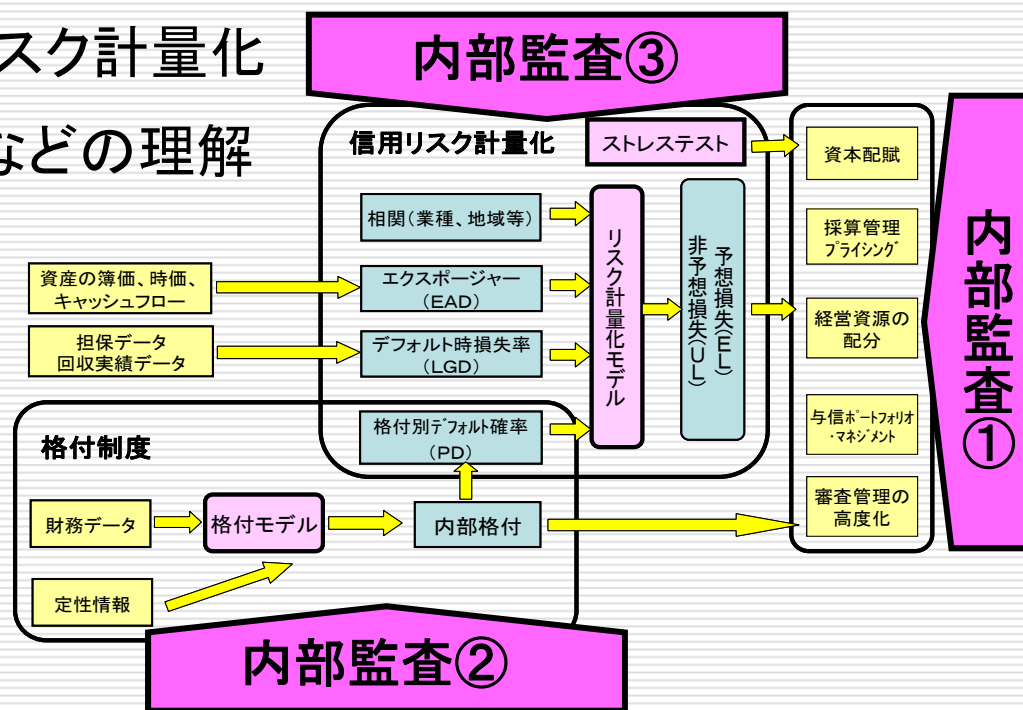 スク計量化
などの理解
内部監査③
信用リスク計量化
ストレステスト
相関(業種、地域等)
資産の簿価、時価、
キャッシュフロー
エクスポージャー
(EAD)
担保データ
回収実績データ
デフォルト時損失率
(LGD)
格付別デフォルト確率
(PD)
リスク計量化モデル
予想損失(EL)
非予想損失(UL)
資本配賦
採算管理
プライシング
経営資源の
配分
与信ポートフォリオ
・マネジメント
審査管理の
高度化
内部監査①
格付制度
財務データ
格付モデル
内部格付
定性情報
内部監査②